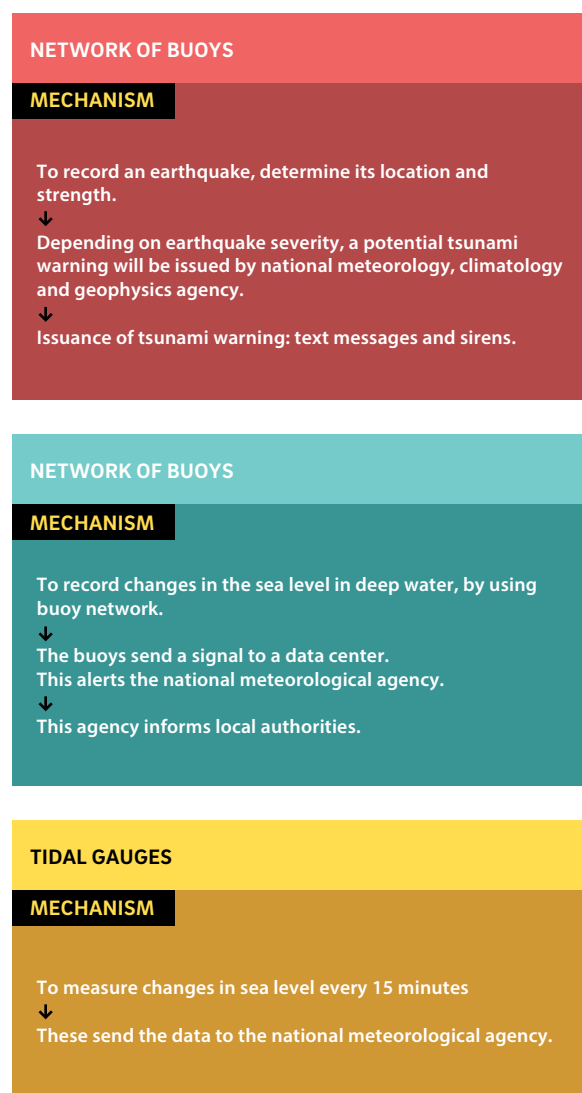 NETWORK OF BUOYS
MECHANISM
To record an earthquake, determine its location and
strength.
↓
Depending on earthquake severity, a potential tsunami
warning will be issued by national meteorology, climatology
and geophysics agency.
↓
Issuance of tsunami warning: text messages and sirens.
NETWORK OF BUOYS
MECHANISM
To record changes in the sea level in deep water, by using
buoy network.
↓
The buoys send a signal to a data center.
This alerts the national meteorological agency.
↓
This agency informs local authorities.
TIDAL GAUGES
MECHANISM
To measure changes in sea level every 15 minutes
↓
These send the data to the national meteorological agency.